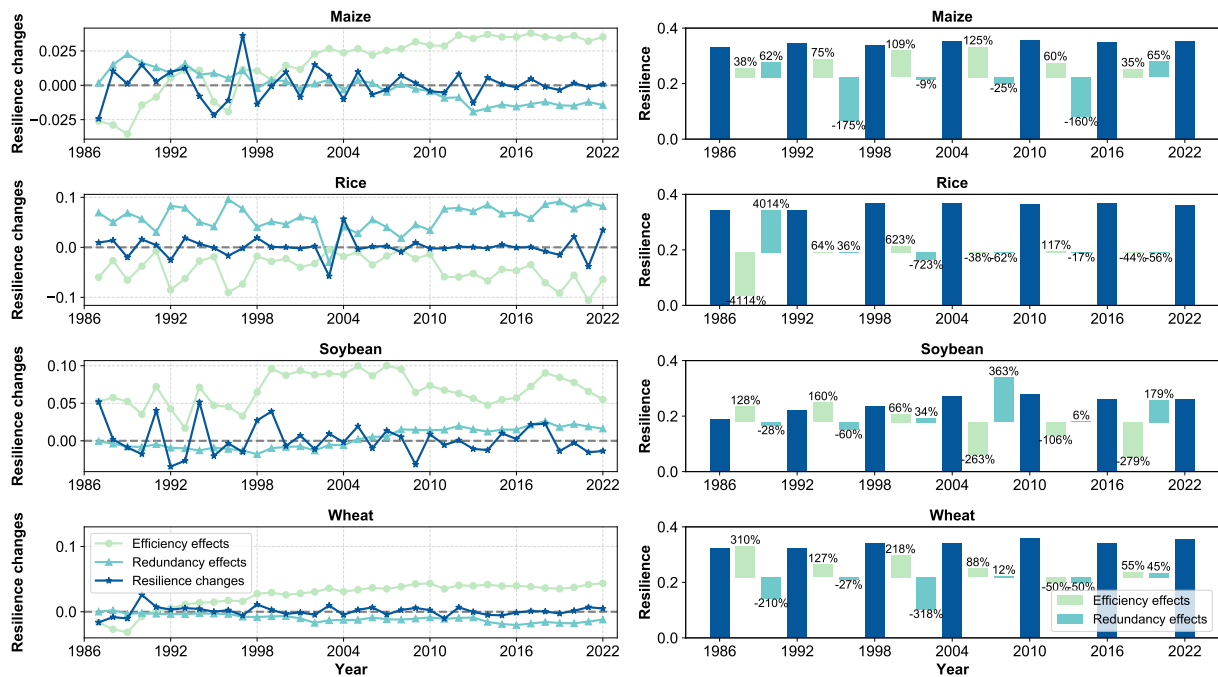 Maize
Resilience changes
0.025
0.000
−0.025
1986 1992 1998 2004 2010 2016 2022
Maize
Resilience
0.4
0.2
0.0
38% 62% 75% -175% 109% -9% 125% -25% 60% -160% 35% 65%
1986 1992 1998 2004 2010 2016 2022
Rice
Resilience changes
0.1
0.0
−0.1
1986 1992 1998 2004 2010 2016 2022
Rice
Resilience
0.4
0.2
0.0
-4114% 4014% 64% 36% 623% -723% -38% -62% 117% -17% -44% -56%
1986 1992 1998 2004 2010 2016 2022
Soybean
Resilience changes
0.10
0.05
0.00
1986 1992 1998 2004 2010 2016 2022
Soybean
Resilience
0.4
0.2
0.0
128% -28% 160% -60% 66% 34% -263% 363% -106% 6% -279% 179%
1986 1992 1998 2004 2010 2016 2022
Wheat
Resilience changes
0.1
0.0
Efficiency effects
Redundancy effects
Resilience changes
1986 1992 1998 2004 2010 2016 2022
Year
Wheat
Resilience
0.4
0.2
0.0
310% -210% 127% -27% 218% -318% 88% 12% -50% -50% 55% 45%
Efficiency effects
Redundancy effects
1986 1992 1998 2004 2010 2016 2022
Year